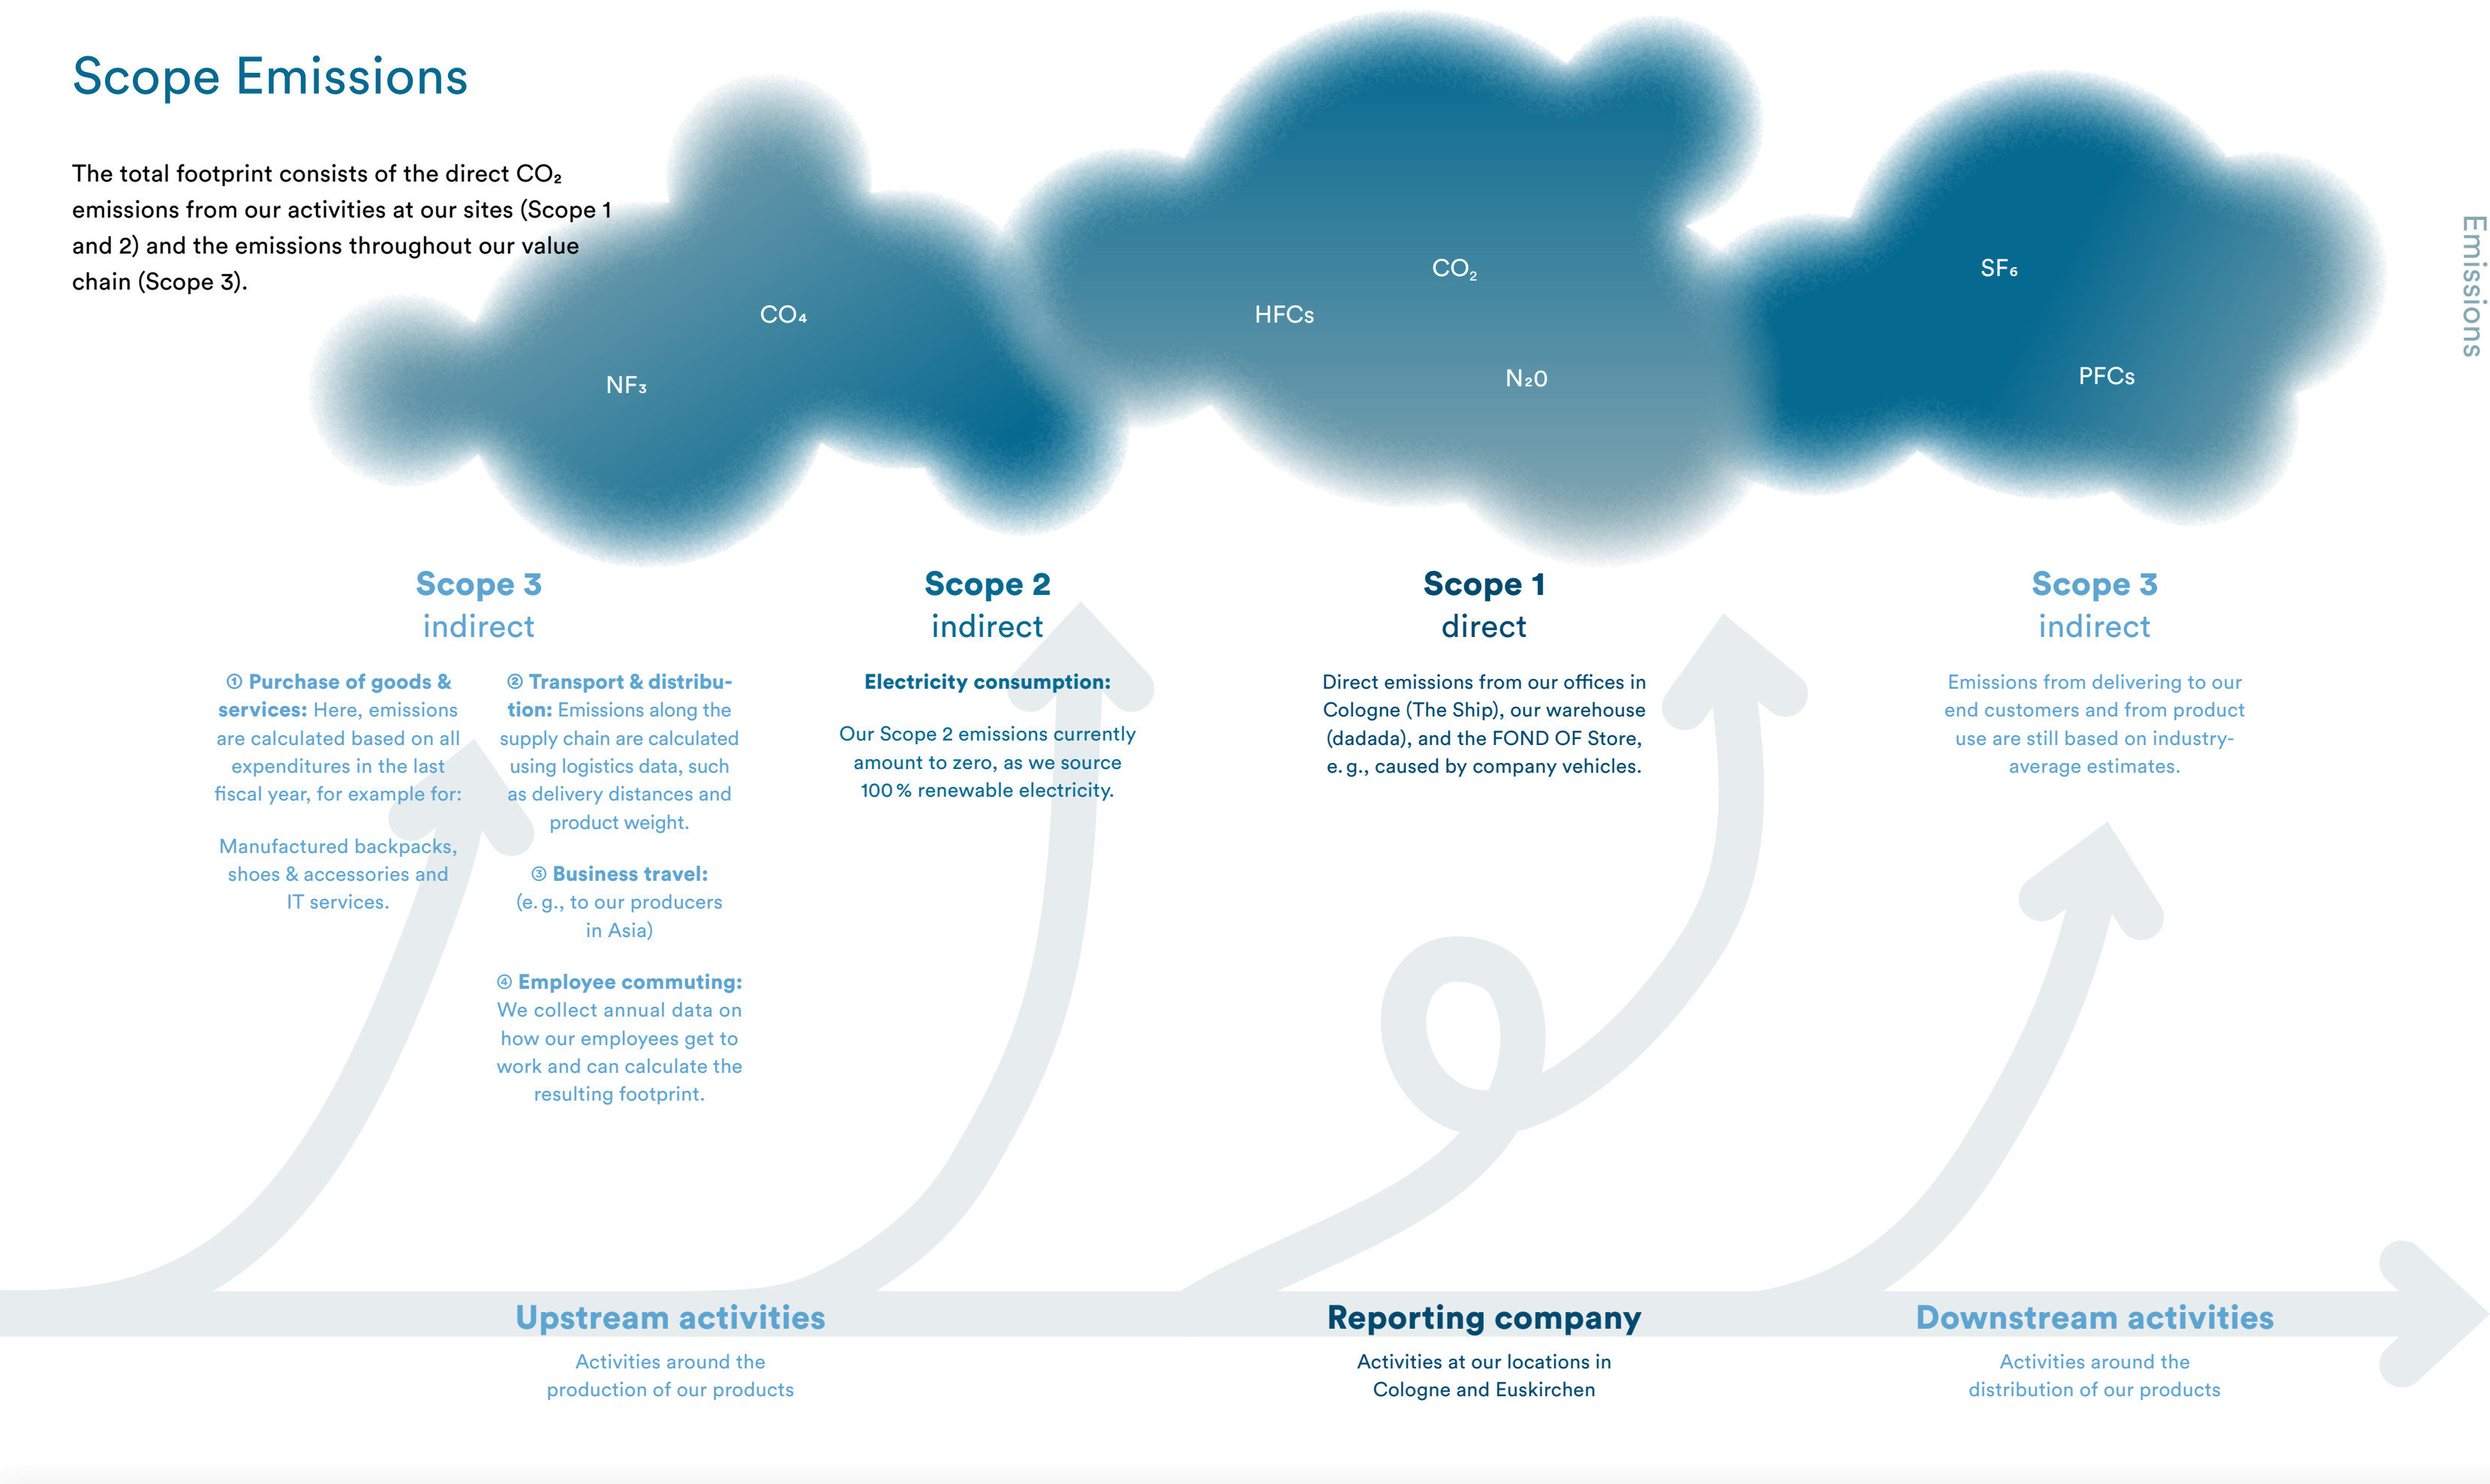 Scope Emissions
The total footprint consists of the direct CO₂
emissions from our activities at our sites (Scope 1
and 2) and the emissions throughout our value
chain (Scope 3).
Emissions
CO₄
NF₃
CO₂
HFCs
N₂0
SF₆
PFCs
Scope 3
indirect
① Purchase of goods &
services: Here, emissions
are calculated based on all
expenditures in the last
fiscal year, for example for:
Manufactured backpacks,
shoes & accessories and
IT services.
② Transport & distribu-
tion: Emissions along the
supply chain are calculated
using logistics data, such
as delivery distances and
product weight.
③ Business travel:
(e. g., to our producers
in Asia)
④ Employee commuting:
We collect annual data on
how our employees get to
work and can calculate the
resulting footprint.
Scope 2
indirect
Electricity consumption:
Our Scope 2 emissions currently
amount to zero, as we source
100 % renewable electricity.
Scope 1
direct
Direct emissions from our offices in
Cologne (The Ship), our warehouse
(dadada), and the FOND OF Store,
e. g., caused by company vehicles.
Scope 3
indirect
Emissions from delivering to our
end customers and from product
use are still based on industry-
average estimates.
Upstream activities
Activities around the
production of our products
Reporting company
Activities at our locations in
Cologne and Euskirchen
Downstream activities
Activities around the
distribution of our products